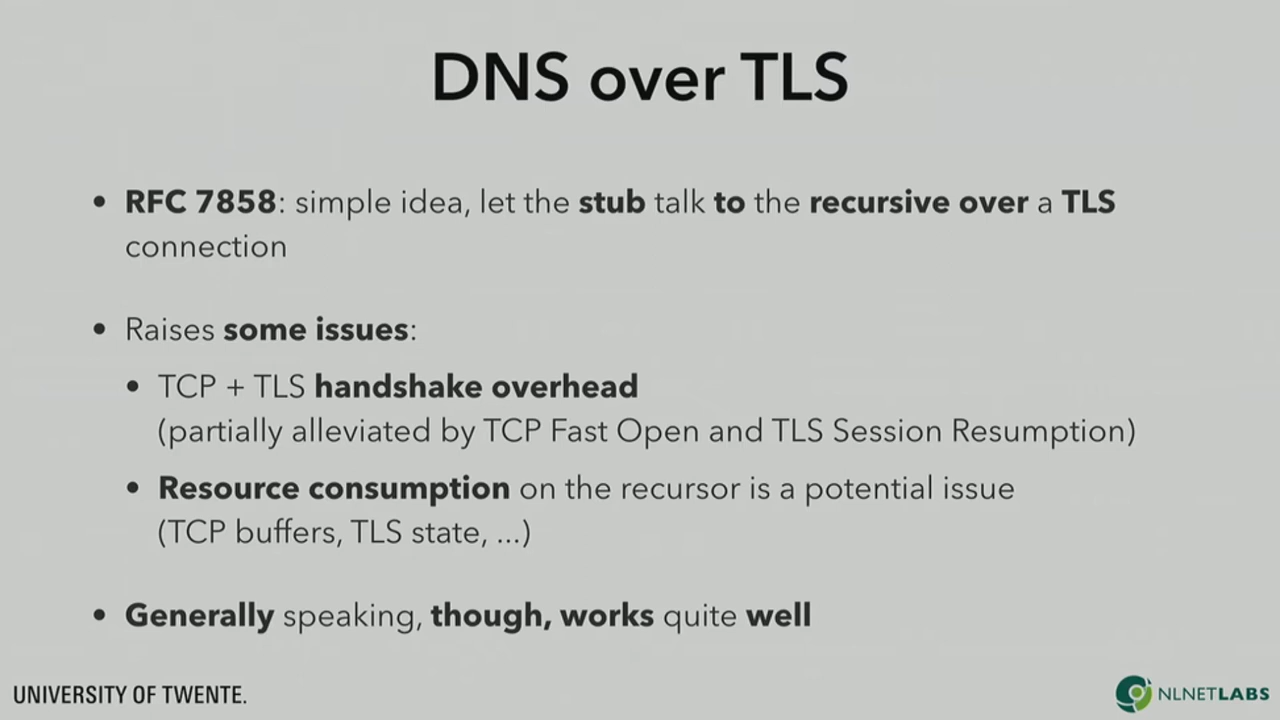 DNS over TLS
• RFC 7858: simple idea, let the stub talk to the recursive over a TLS
connection
• Raises some issues:
• TCP + TLS handshake overhead
(partially alleviated by TCP Fast Open and TLS Session Resumption)
• Resource consumption on the recursor is a potential issue
(TCP buffers, TLS state, ...)
• Generally speaking, though, works quite well
UNIVERSITY OF TWENTE.
NLNETLABS